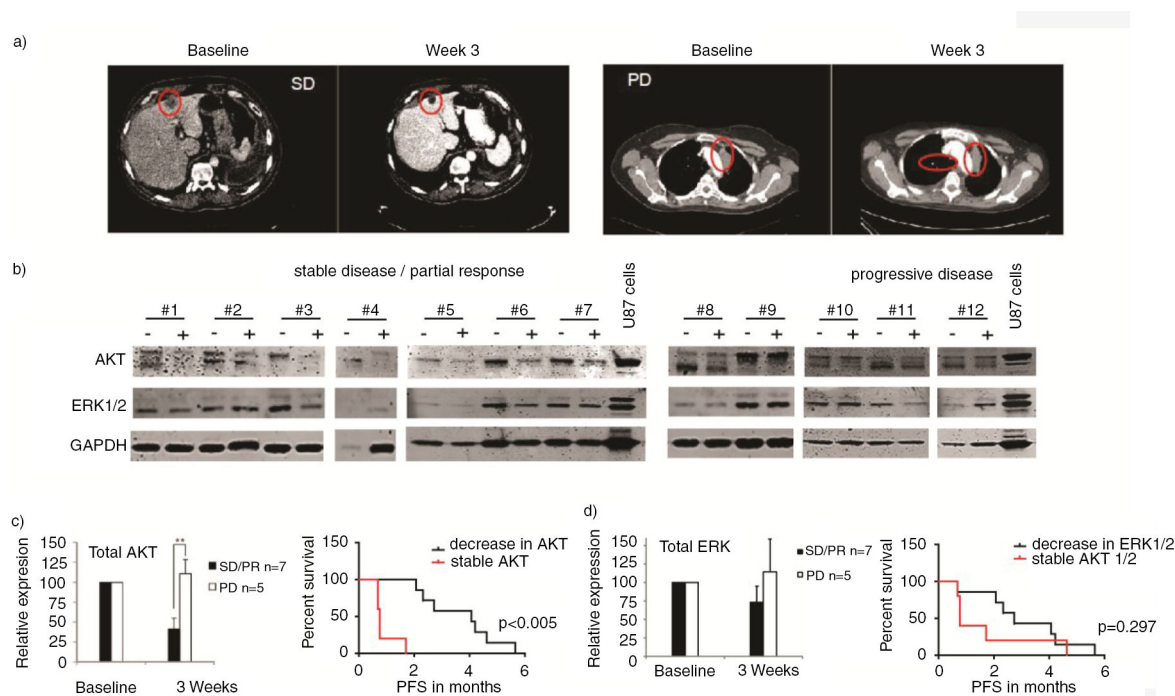 a)
Baseline
Week 3
Baseline
Week 3
SD
PD
b)
stable disease / partial response
progressive disease
#1 #2 #3 #4 #5 #6 #7 U87 cells #8 #9 #10 #11 #12 U87 cells
- + - + - + - + - + - + - + - + - + - + - + - +
AKT
ERK1/2
GAPDH
c)
Relative expression
150
125
100
75
50
25
0
Total AKT
**
SD/PR n=7
PD n=5
Baseline
3 Weeks
Percent survival
150
100
50
0
decrease in AKT
stable AKT
p<0.005
0 2 4 6
PFS in months
d)
Relative expression
150
125
100
75
50
25
0
Total ERK
SD/PR n=7
PD n=5
Baseline
3 Weeks
Percent survival
150
100
50
0
decrease in ERK1/2
stable AKT 1/2
p=0.297
0 2 4 6
PFS in months